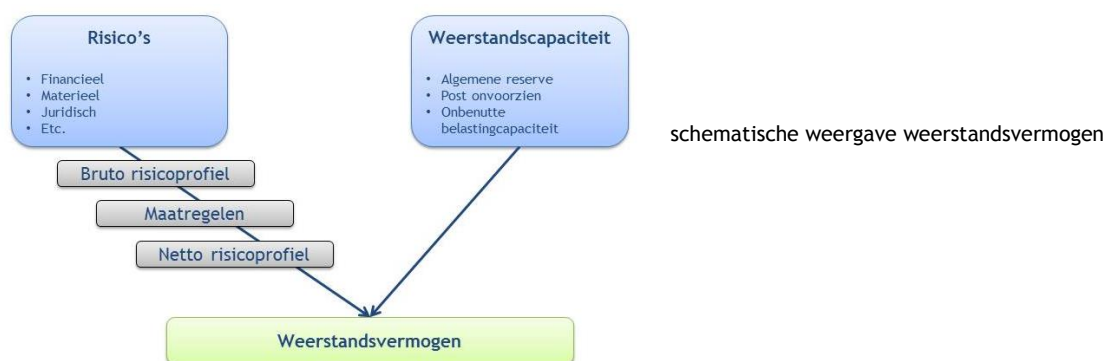 Risico's
• Financieel
• Materieel
• Juridisch
• Etc.
Weerstandscapaciteit
• Algemene reserve
• Post onvoorzien
• Onbenutte
belastingcapaciteit
schematische weergave weerstandsvermogen
Bruto risicoprofiel
Maatregelen
Netto risicoprofiel
Weerstandsvermogen